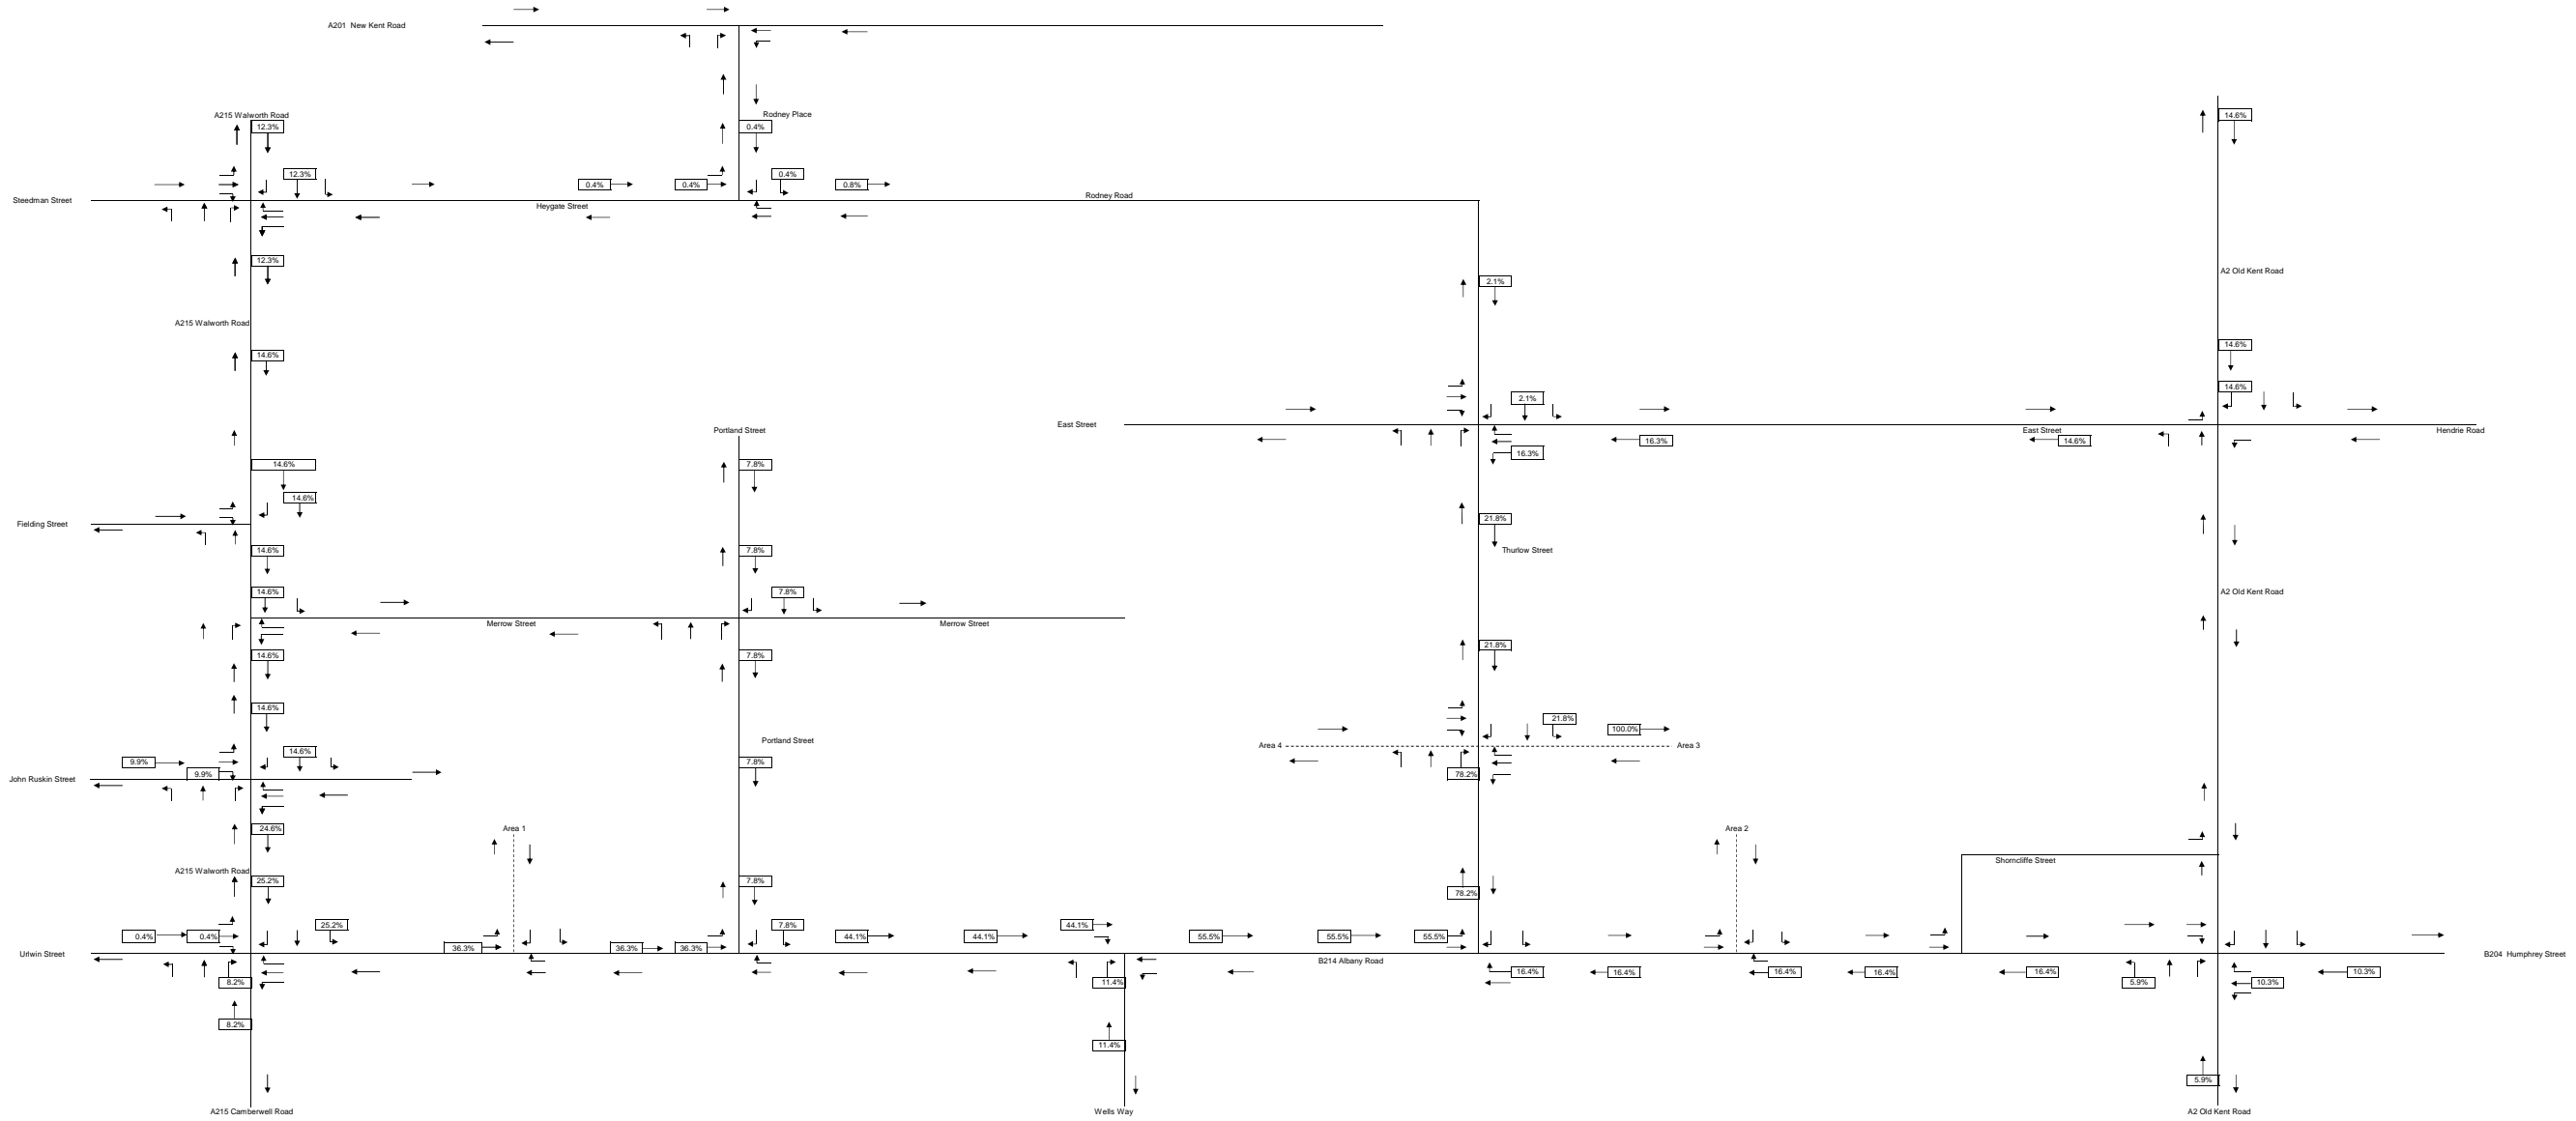 A201 New Kent Road
A215 Walworth Road
Rodney Place
14.6%
12.3%
0.4%
12.3%
0.4%
0.4%
0.4%
0.8%
Steedman Street
Heygate Street
Rodney Road
12.3%
A2 Old Kent Road
2.1%
A215 Walworth Road
14.6%
14.6%
14.6%
2.1%
East Street
East Street
Hendrie Road
Portland Street
16.3%
14.6%
16.3%
14.6%
7.8%
14.6%
21.8%
Fielding Street
14.6%
7.8%
Thurlow Street
14.6%
7.8%
A2 Old Kent Road
Merrow Street
Merrow Street
21.8%
14.6%
7.8%
14.6%
21.8%
100.0%
Portland Street
Area 4
Area 3
14.6%
9.9%
7.8%
9.9%
78.2%
John Ruskin Street
24.6%
Area 1
Area 2
Shorncliffe Street
A215 Walworth Road
25.2%
7.8%
78.2%
25.2%
7.8%
44.1%
0.4%
0.4%
44.1%
44.1%
55.5%
55.5%
55.5%
36.3%
36.3%
36.3%
Urlwin Street
B214 Albany Road
B204 Humphrey Street
16.4%
16.4%
16.4%
16.4%
16.4%
10.3%
8.2%
11.4%
5.9%
10.3%
8.2%
11.4%
5.9%
A215 Camberwell Road
Wells Way
A2 Old Kent Road